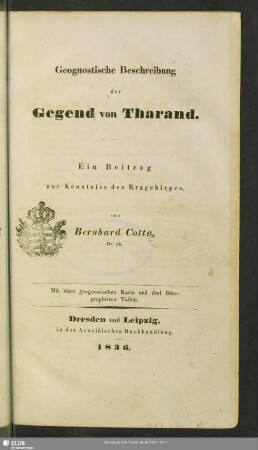 Geognostische Beschreibung
der
Gegend von Tharand.
Ein Beitrag
zur Kenntniss des Erzgebirges,
von
Bernhard Cotta,
Dr. ph.
Mit einer geognostischen Karte und drei litho-
graphirten Tafeln.
Dresden und Leipzig,
in der Arnoldischen Buchhandlung.
1836.
SLUB